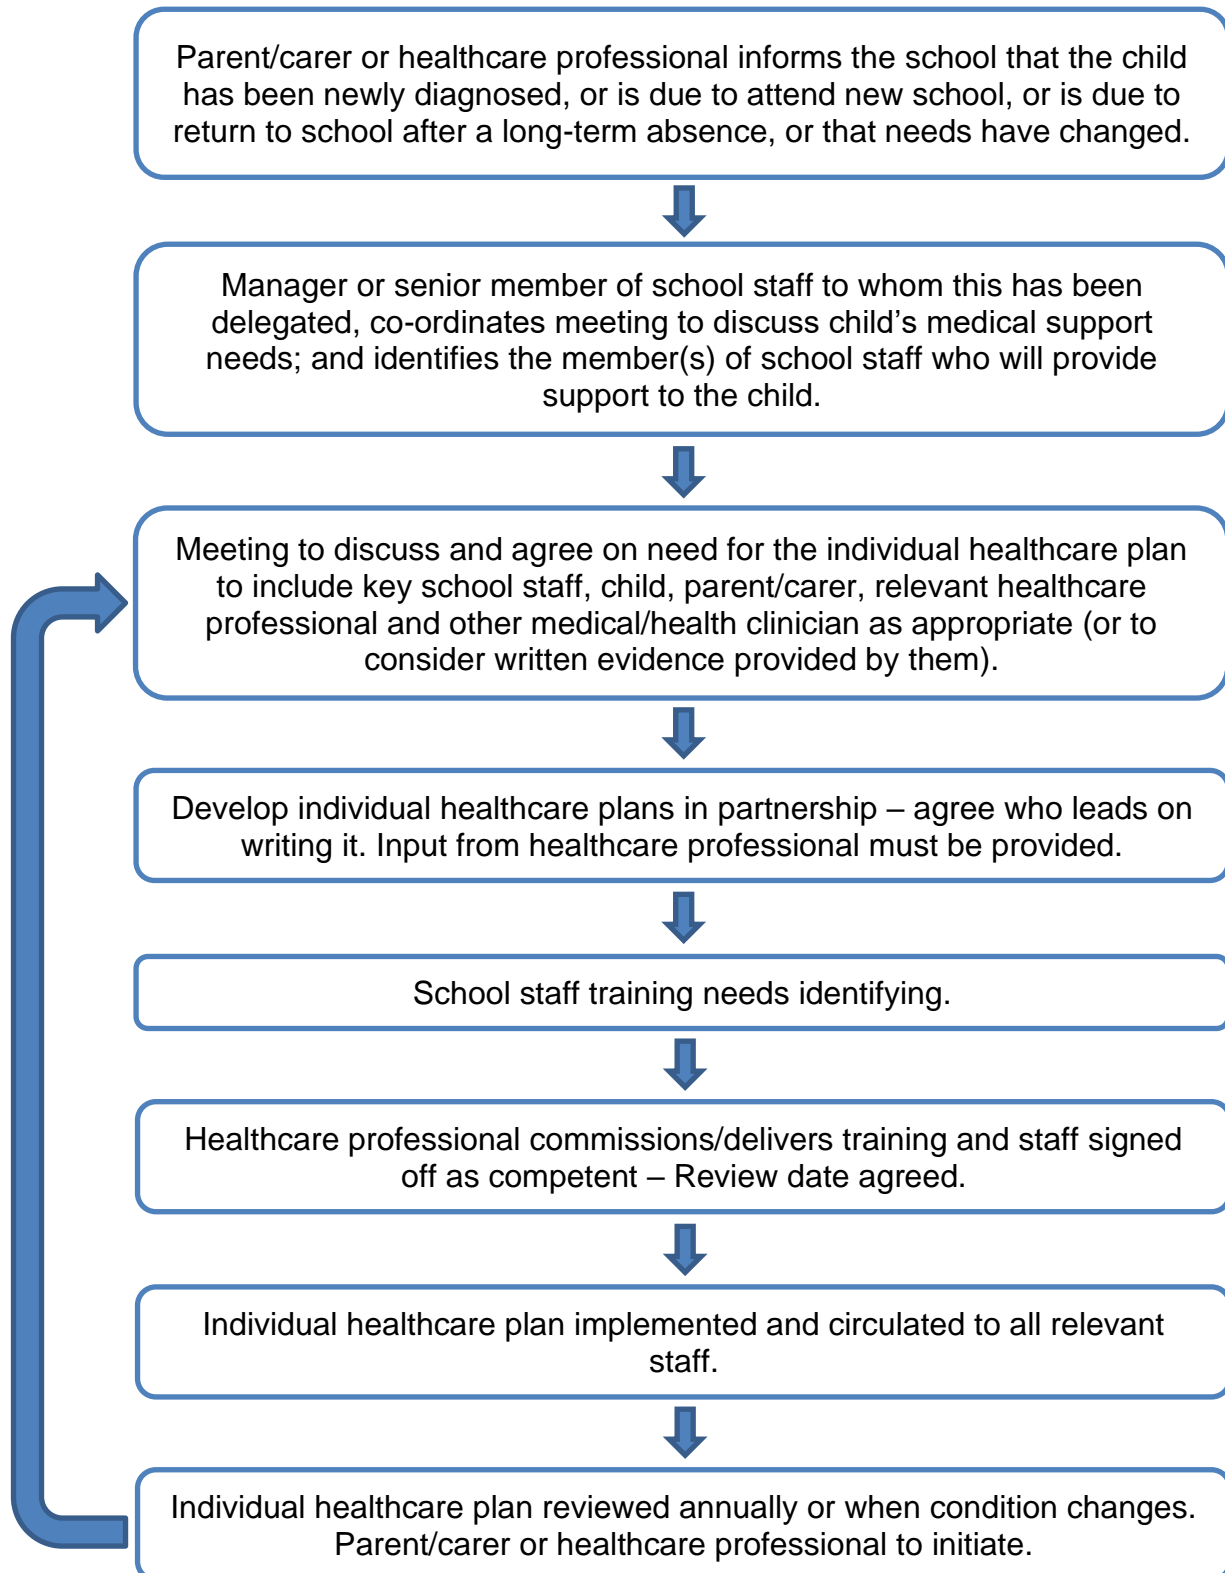 Parent/carer or healthcare professional informs the school that the child
has been newly diagnosed, or is due to attend new school, or is due to
return to school after a long-term absence, or that needs have changed.
Manager or senior member of school staff to whom this has been
delegated, co-ordinates meeting to discuss child’s medical support
needs; and identifies the member(s) of school staff who will provide
support to the child.
Meeting to discuss and agree on need for the individual healthcare plan
to include key school staff, child, parent/carer, relevant healthcare
professional and other medical/health clinician as appropriate (or to
consider written evidence provided by them).
Develop individual healthcare plans in partnership – agree who leads on
writing it. Input from healthcare professional must be provided.
School staff training needs identifying.
Healthcare professional commissions/delivers training and staff signed
off as competent – Review date agreed.
Individual healthcare plan implemented and circulated to all relevant
staff.
Individual healthcare plan reviewed annually or when condition changes.
Parent/carer or healthcare professional to initiate.